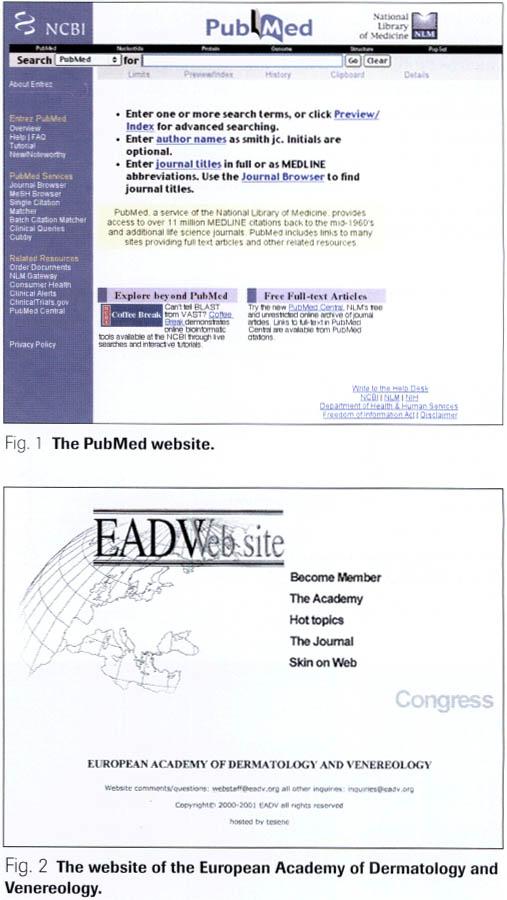 NCBI
PubMed
National
Library
of Medicine NLM
PubMed Nucleotide Protein Genome Structure PopSet
Search PubMed for Go Clear
Limits Preview/Index History Clipboard Details
About Entrez
Entrez PubMed
Overview
Help | FAQ
Tutorial
New/Noteworthy
PubMed Services
Journal Browser
MeSH Browser
Single Citation
Matcher
Batch Citation Matcher
Clinical Queries
Cubby
Related Resources
Order Documents
NLM Gateway
Consumer Health
Clinical Alerts
ClinicalTrials.gov
PubMed Central
Privacy Policy
• Enter one or more search terms, or click Preview/
Index for advanced searching.
• Enter author names as smith jc. Initials are
optional.
• Enter journal titles in full or as MEDLINE
abbreviations. Use the Journal Browser to find
journal titles.
PubMed, a service of the National Library of Medicine, provides
access to over 11 million MEDLINE citations back to the mid-1960's
and additional life science journals. PubMed includes links to many
sites providing full text articles and other related resources.
Explore beyond PubMed
Coffee Break
Can't tell BLAST
from VAST? Coffee
Break demonstrates
online bioinformatic
tools available at the NCBI through live
searches and interactive tutorials.
Free Full-text Articles
Try the new PubMed Central, NLM's free
and unrestricted online archive of journal
articles. Links to full-text in PubMed
Central are available from PubMed
citations.
Write to the Help Desk
NCBI | NLM | NIH
Department of Health & Human Services
Freedom of Information Act | Disclaimer
Fig. 1 The PubMed website.
EADV Web site
Become Member
The Academy
Hot topics
The Journal
Skin on Web
Congress
EUROPEAN ACADEMY OF DERMATOLOGY AND VENEREOLOGY
Website comments/questions: webstaff@eadv.org all other inquires: inquiries@eadv.org
Copyright© 2000-2001 EADV all rights reserved
hosted by tesene
Fig. 2 The website of the European Academy of Dermatology and
Venereology.